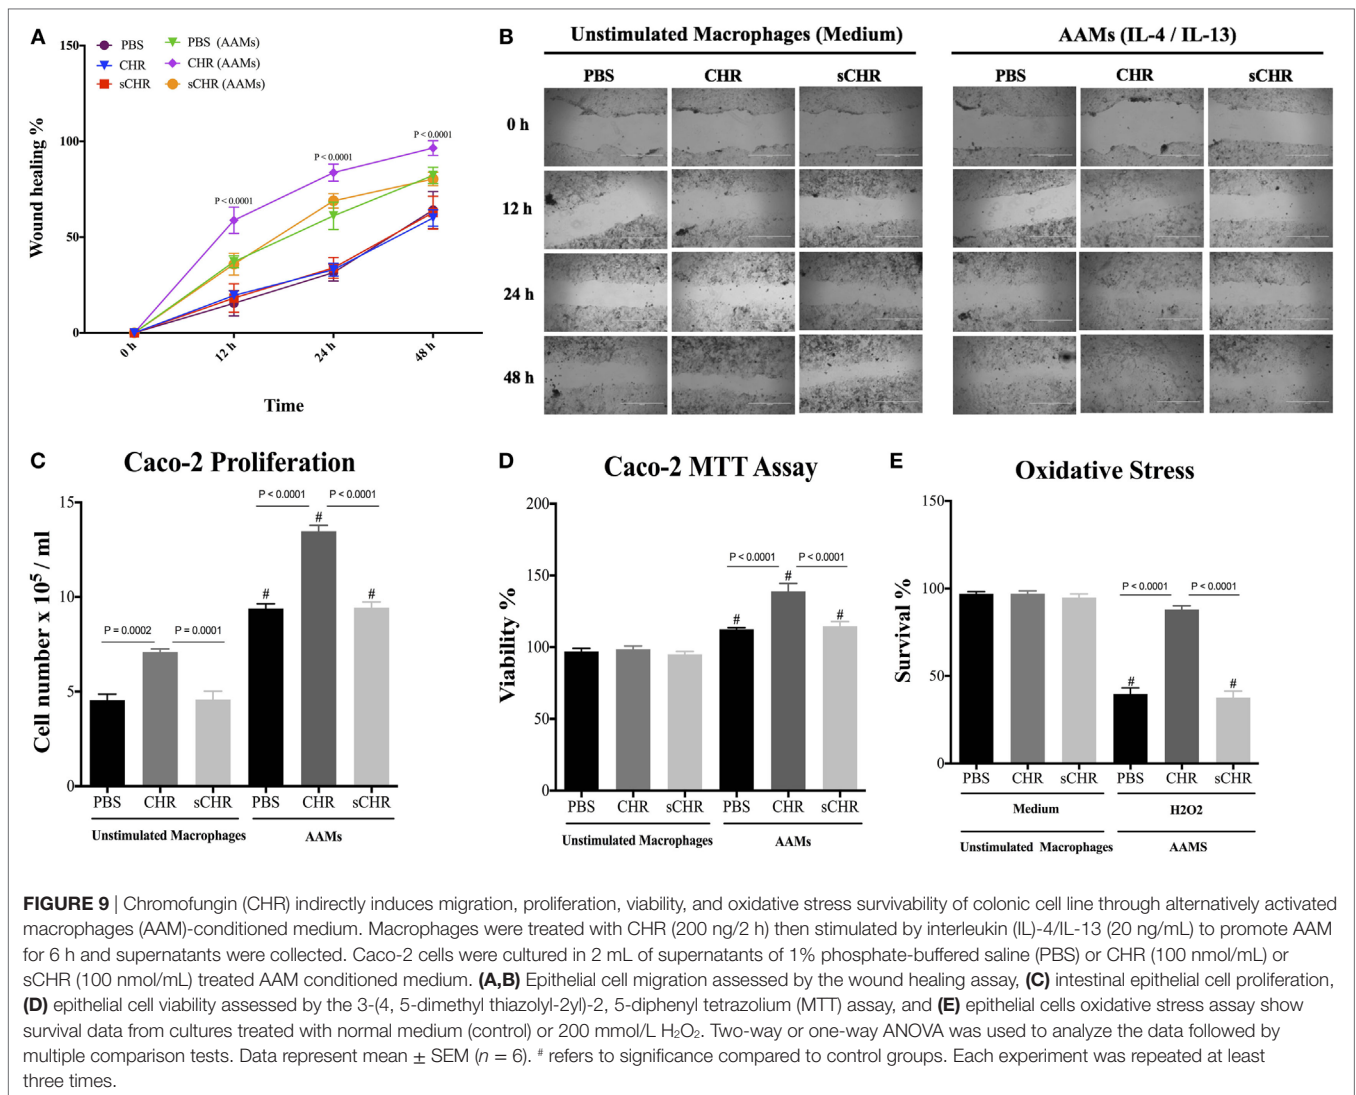 A
150
100
50
0
Wound healing %
PBS
CHR
sCHR
PBS (AAMs)
CHR (AAMs)
sCHR (AAMs)
P < 0.0001
P < 0.0001
P < 0.0001
0 h
12 h
24 h
48 h
Time
B
Unstimulated Macrophages (Medium)
AAMs (IL-4 / IL-13)
PBS
CHR
sCHR
PBS
CHR
sCHR
0 h
12 h
24 h
48 h
C
Caco-2 Proliferation
Cell number x 10⁵ / ml
15
10
5
0
P = 0.0002
P = 0.0001
P < 0.0001
P < 0.0001
#
#
#
PBS
CHR
sCHR
PBS
CHR
sCHR
Unstimulated Macrophages
AAMs
D
Caco-2 MTT Assay
Viability %
200
150
100
50
0
P < 0.0001
P < 0.0001
#
#
#
PBS
CHR
sCHR
PBS
CHR
sCHR
Unstimulated Macrophages
AAMs
E
Oxidative Stress
Survival %
150
100
50
0
P < 0.0001
P < 0.0001
#
#
PBS
CHR
sCHR
PBS
CHR
sCHR
Medium
H2O2
Unstimulated Macrophages
AAMS
FIGURE 9 | Chromofungin (CHR) indirectly induces migration, proliferation, viability, and oxidative stress survivability of colonic cell line through alternatively activated
macrophages (AAM)-conditioned medium. Macrophages were treated with CHR (200 ng/2 h) then stimulated by interleukin (IL)-4/IL-13 (20 ng/mL) to promote AAM
for 6 h and supernatants were collected. Caco-2 cells were cultured in 2 mL of supernatants of 1% phosphate-buffered saline (PBS) or CHR (100 nmol/mL) or
sCHR (100 nmol/mL) treated AAM conditioned medium. (A,B) Epithelial cell migration assessed by the wound healing assay, (C) intestinal epithelial cell proliferation,
(D) epithelial cell viability assessed by the 3-(4, 5-dimethyl thiazolyl-2yl)-2, 5-diphenyl tetrazolium (MTT) assay, and (E) epithelial cells oxidative stress assay show
survival data from cultures treated with normal medium (control) or 200 mmol/L H₂O₂. Two-way or one-way ANOVA was used to analyze the data followed by
multiple comparison tests. Data represent mean ± SEM (n = 6). # refers to significance compared to control groups. Each experiment was repeated at least
three times.